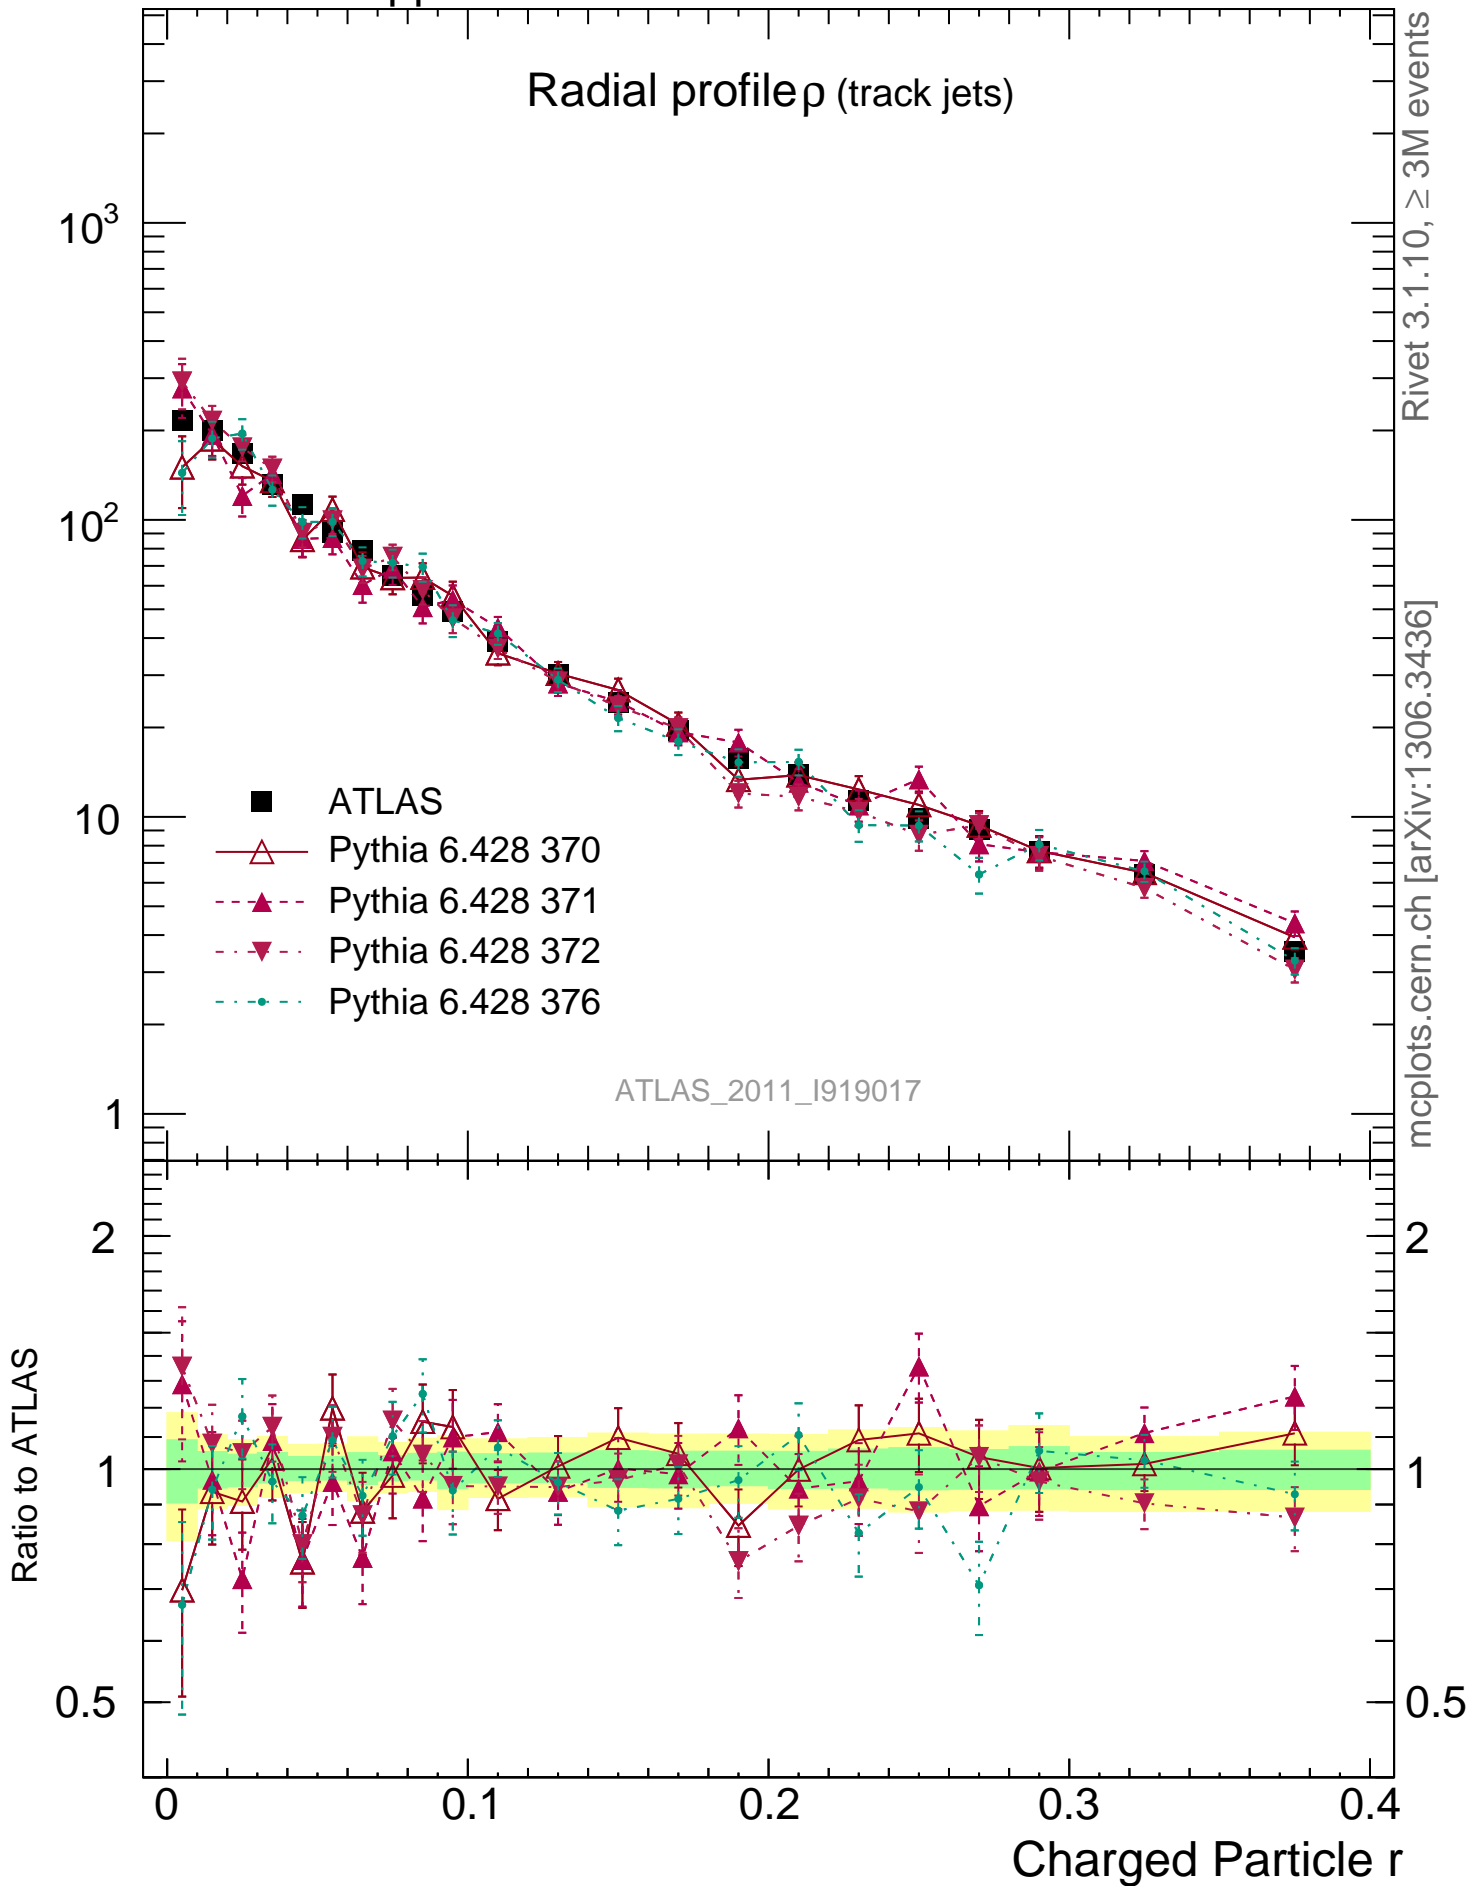 Radial profile ρ (track jets)
10³
10²
10
1
ATLAS
Pythia 6.428 370
Pythia 6.428 371
Pythia 6.428 372
Pythia 6.428 376
ATLAS_2011_I919017
Rivet 3.1.10, ≥ 3M events
mcplots.cern.ch [arXiv:1306.3436]
Ratio to ATLAS
2
1
0.5
2
1
0.5
0 0.1 0.2 0.3 0.4
Charged Particle r